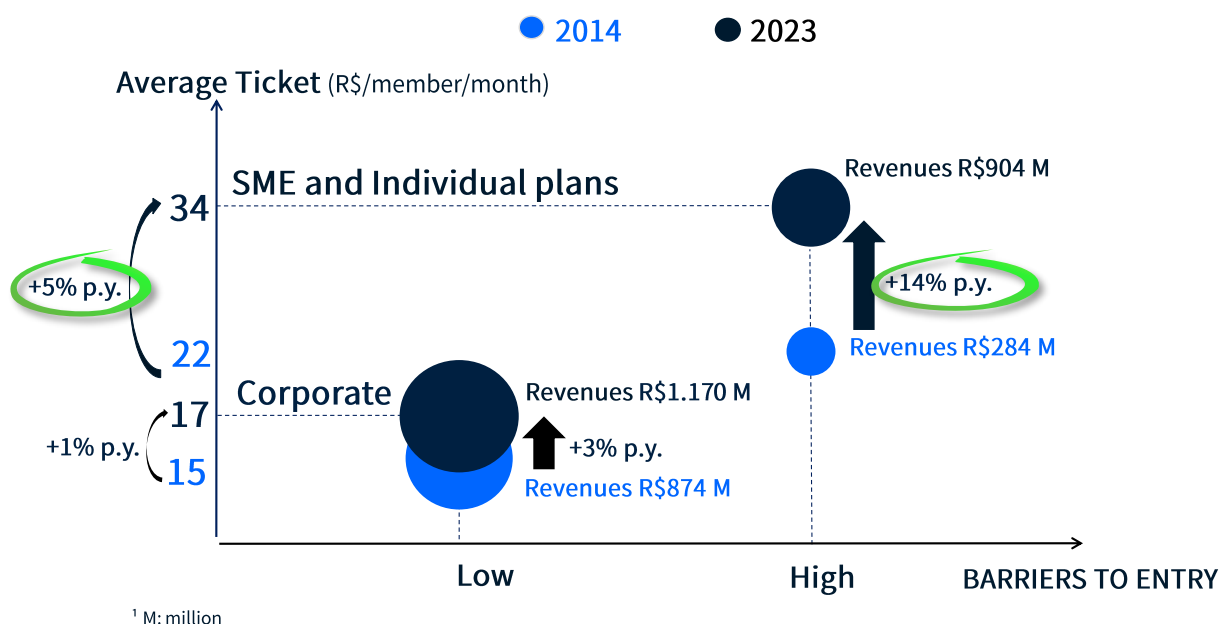 2014
2023
Average Ticket (R$/member/month)
Revenues R$904 M
SME and Individual plans
34
+5% p.y.
+14% p.y.
22
Revenues R$284 M
Corporate
Revenues R$1.170 M
17
+1% p.y.
+3% p.y.
15
Revenues R$874 M
Low
High
BARRIERS TO ENTRY
¹ M: million